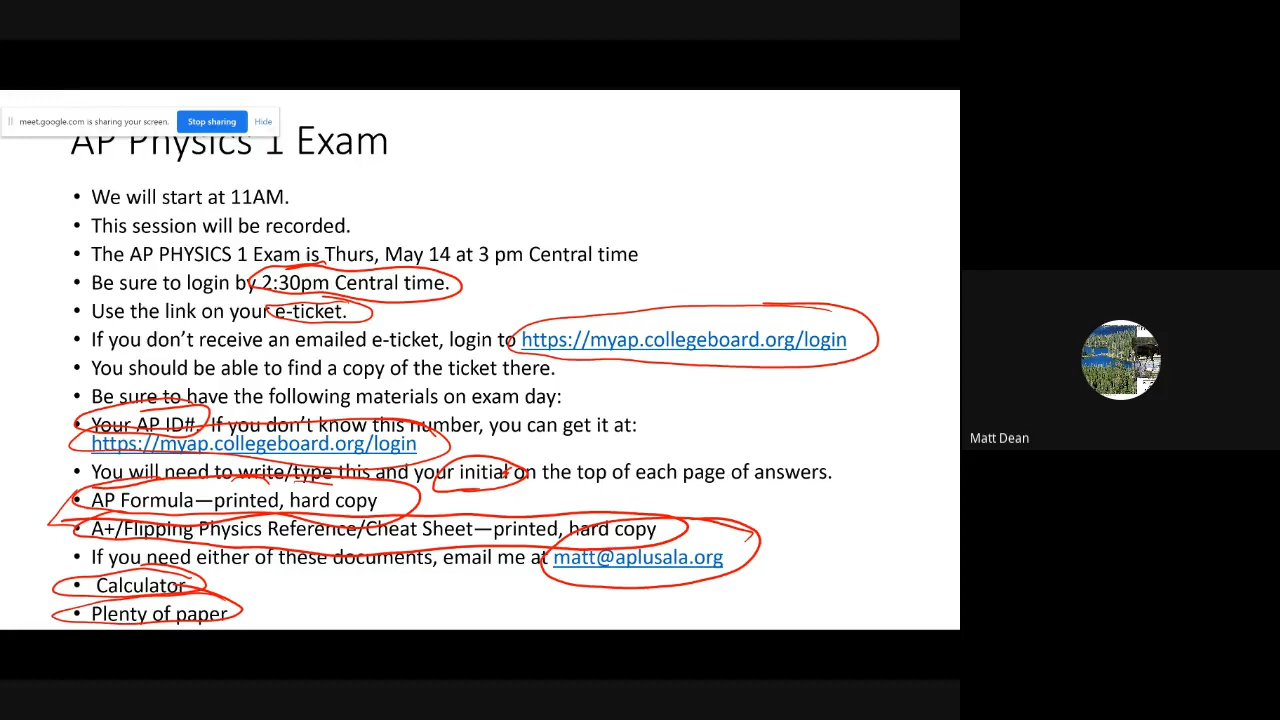 meet.google.com is sharing your screen. Stop sharing Hide
AP Physics 1 Exam
• We will start at 11AM.
• This session will be recorded.
• The AP PHYSICS 1 Exam is Thurs, May 14 at 3 pm Central time
• Be sure to login by 2:30pm Central time.
• Use the link on your e-ticket.
• If you don’t receive an emailed e-ticket, login to https://myap.collegeboard.org/login
• You should be able to find a copy of the ticket there.
• Be sure to have the following materials on exam day:
• Your AP ID#. If you don’t know this number, you can get it at:
https://myap.collegeboard.org/login
• You will need to write/type this and your initial on the top of each page of answers.
• AP Formula—printed, hard copy
• A+/Flipping Physics Reference/Cheat Sheet—printed, hard copy
• If you need either of these documents, email me at matt@aplusala.org
• Calculator
• Plenty of paper
Matt Dean